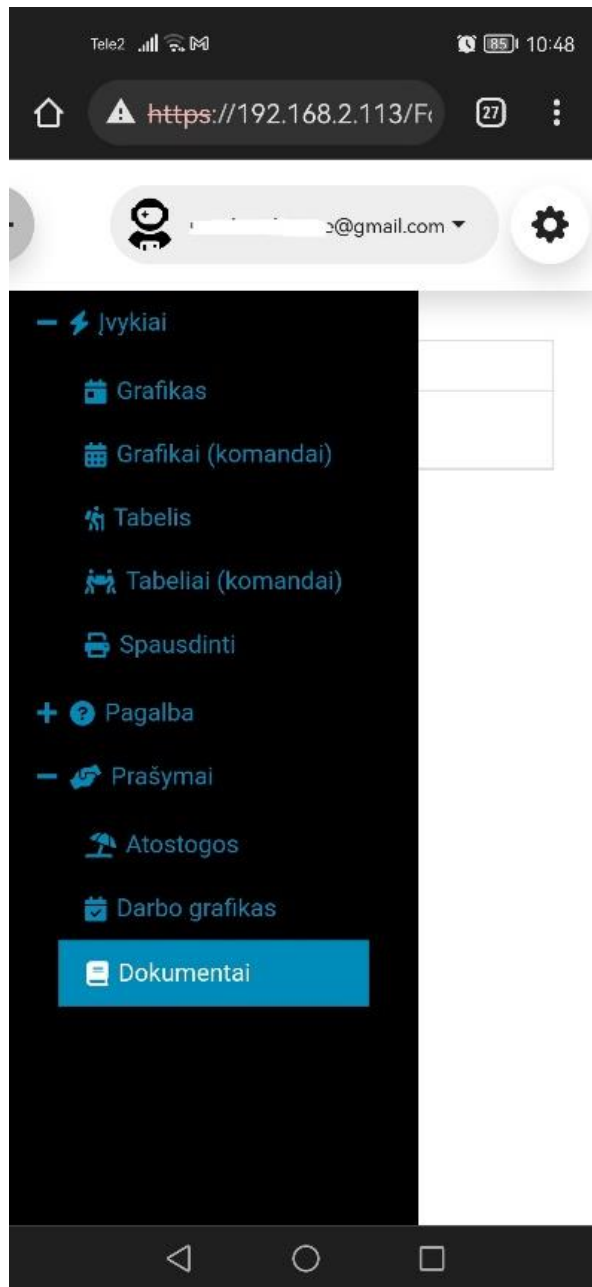 Tele2 85 10:48
https://192.168.2.113/Fo 27
@gmail.com
Įvykiai
Grafikas
Grafikai (komandai)
Tabelis
Tabeliai (komandai)
Spausdinti
Pagalba
Prašymai
Atostogos
Darbo grafikas
Dokumentai